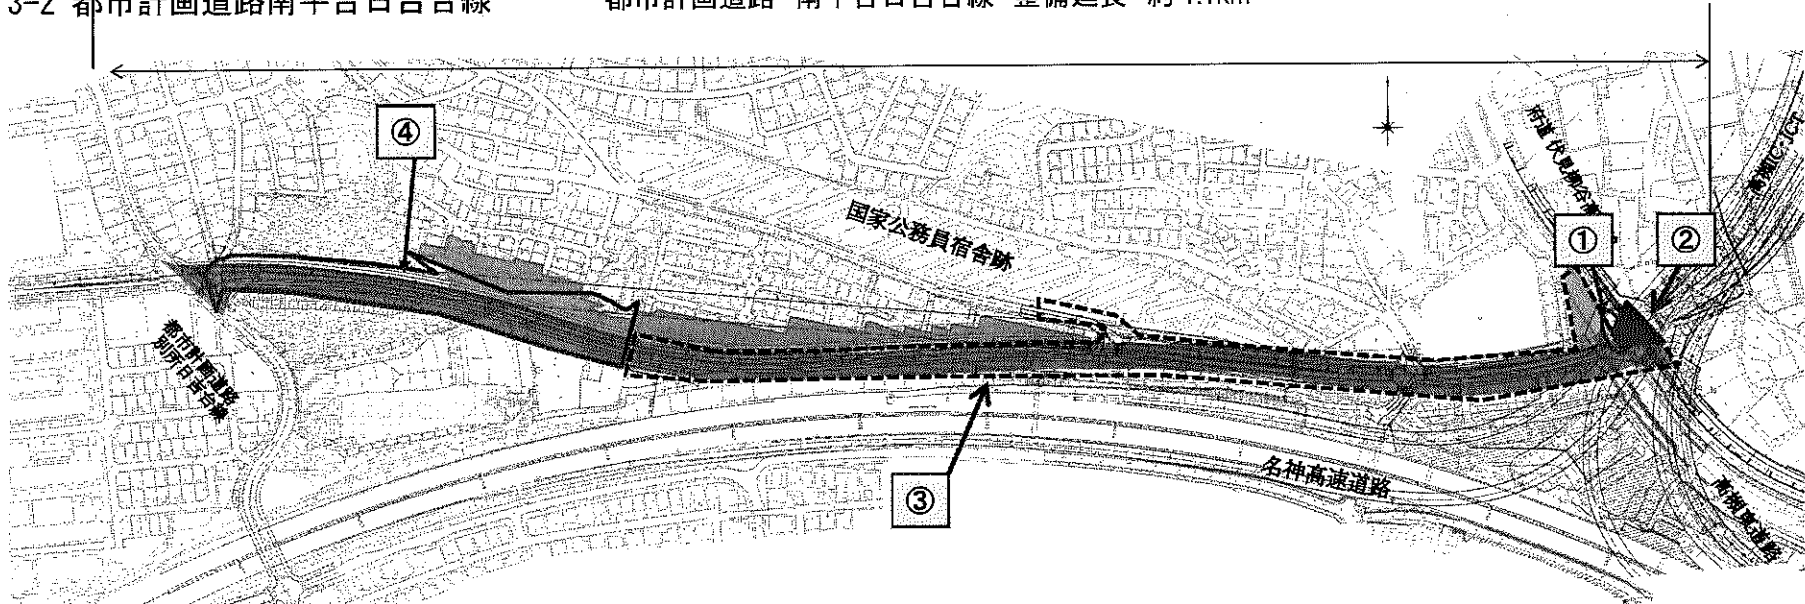 3-2 都市計画道路南平台日吉台線
都市計画道路 南平台日吉台線 整備延長 約1.1km
④
国家公務員宿舎跡
府道 伏見柳谷高
高槻IC・JCT
①
②
都市計画道路
別所日吉台線
③
名神高速道路
高槻東道路